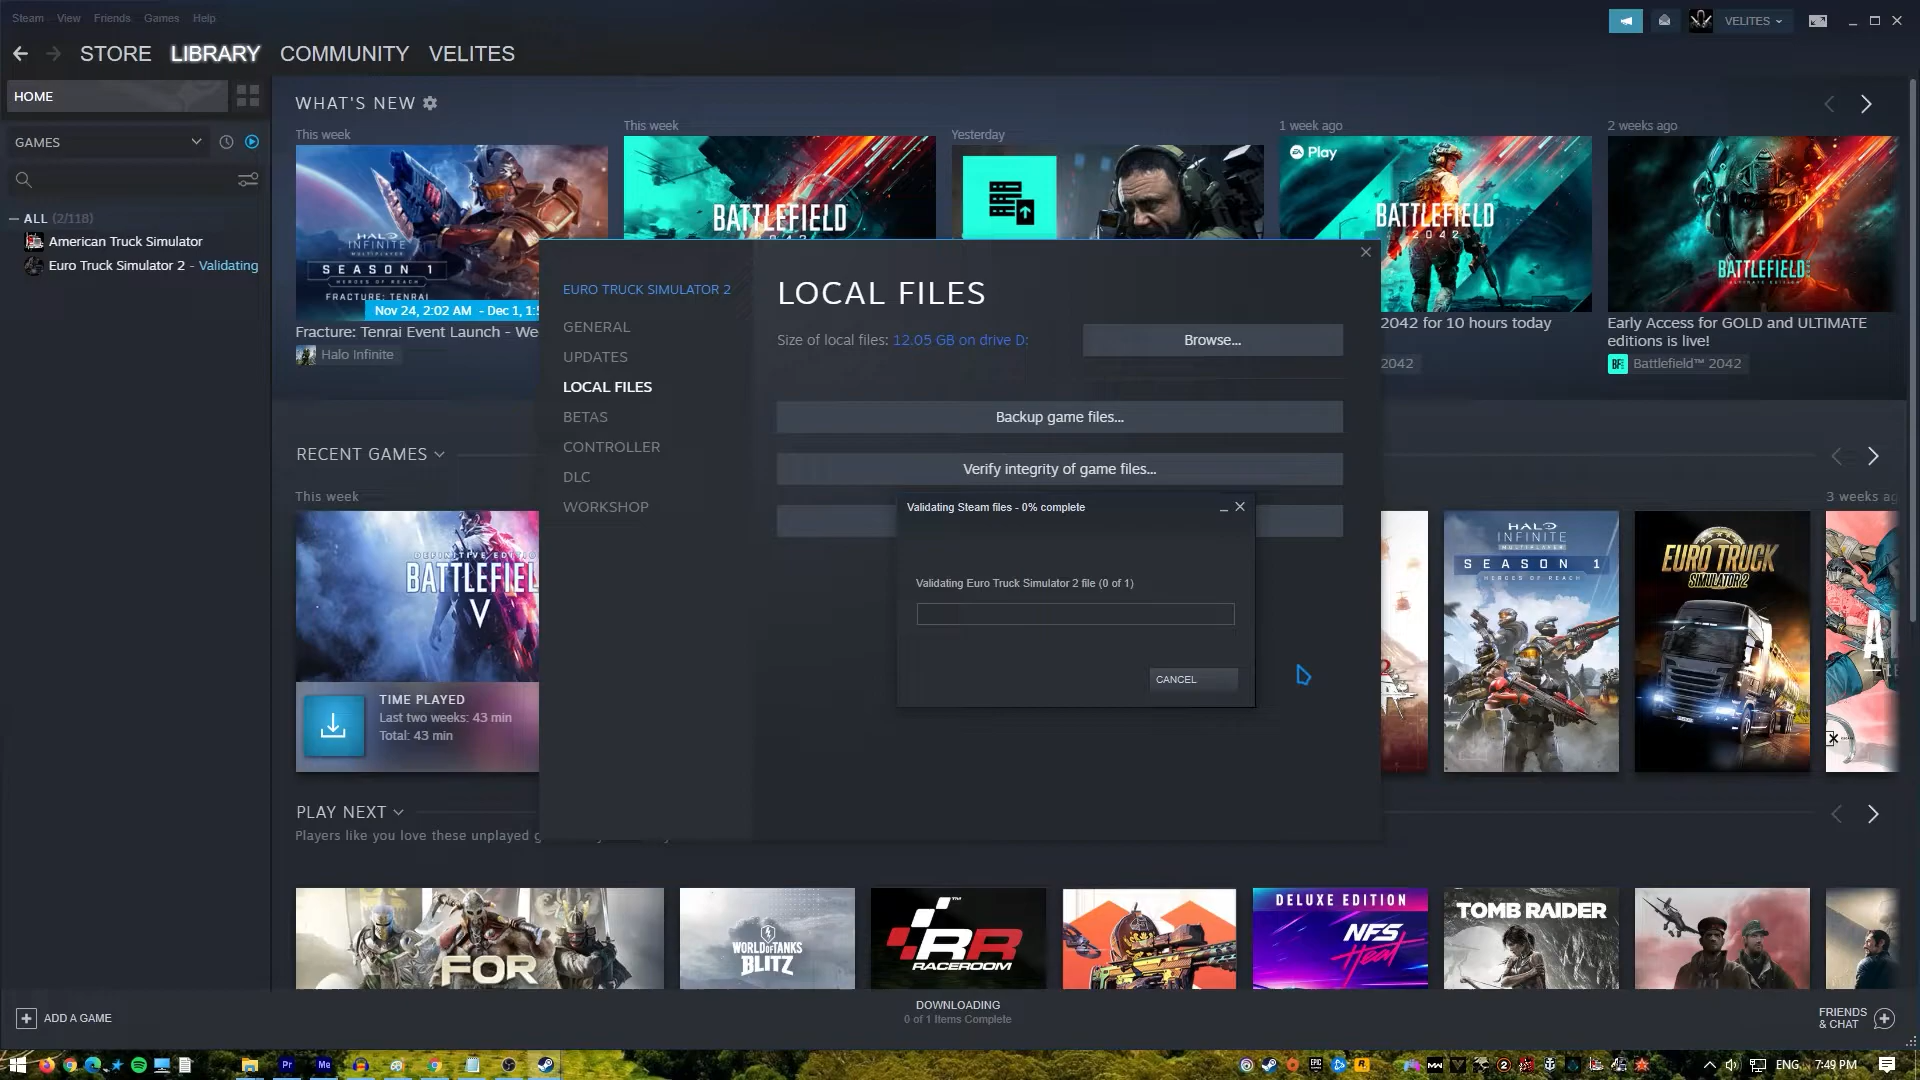 Steam View Friends Games Help
VELITES
STORE LIBRARY COMMUNITY VELITES
HOME
GAMES
ALL (2/118)
American Truck Simulator
Euro Truck Simulator 2 - Validating
WHAT'S NEW
This week
HALO
INFINITE
MULTIPLAYER
SEASON 1
HEROES OF REACH
FRACTURE: TENRAI
Nov 24, 2:02 AM - Dec 1, 1:5
Fracture: Tenrai Event Launch - We
Halo Infinite
This week
BATTLEFIELD
2042
Yesterday
1 week ago
EA Play
BATTLEFIELD
2042
2042 for 10 hours today
2042
2 weeks ago
BATTLEFIELD
ULTIMATE EDITION
Early Access for GOLD and ULTIMATE
editions is live!
BF
Battlefield™ 2042
EURO TRUCK SIMULATOR 2
GENERAL
UPDATES
LOCAL FILES
BETAS
CONTROLLER
DLC
WORKSHOP
LOCAL FILES
Size of local files: 12.05 GB on drive D:
Browse...
Backup game files...
Verify integrity of game files...
Validating Steam files - 0% complete
Validating Euro Truck Simulator 2 file (0 of 1)
CANCEL
RECENT GAMES
This week
DEFINITIVE EDITIO
BATTLEFIEL
V
TIME PLAYED
Last two weeks: 43 min
Total: 43 min
HALO
INFINITE
MULTIPLAYER
SEASON 1
HEROES OF REACH
EURO TRUCK
SIMULATOR 2
3 weeks ag
A
PLAY NEXT
Players like you love these unplayed g
FOR
WORLD OF TANKS
BLITZ
RR
RACEROOM
DELUXE EDITION
NFS
Heat
TOMB RAIDER
ADD A GAME
DOWNLOADING
0 of 1 Items Complete
FRIENDS
& CHAT
Pr Me
EPIC
ENG 7:49 PM